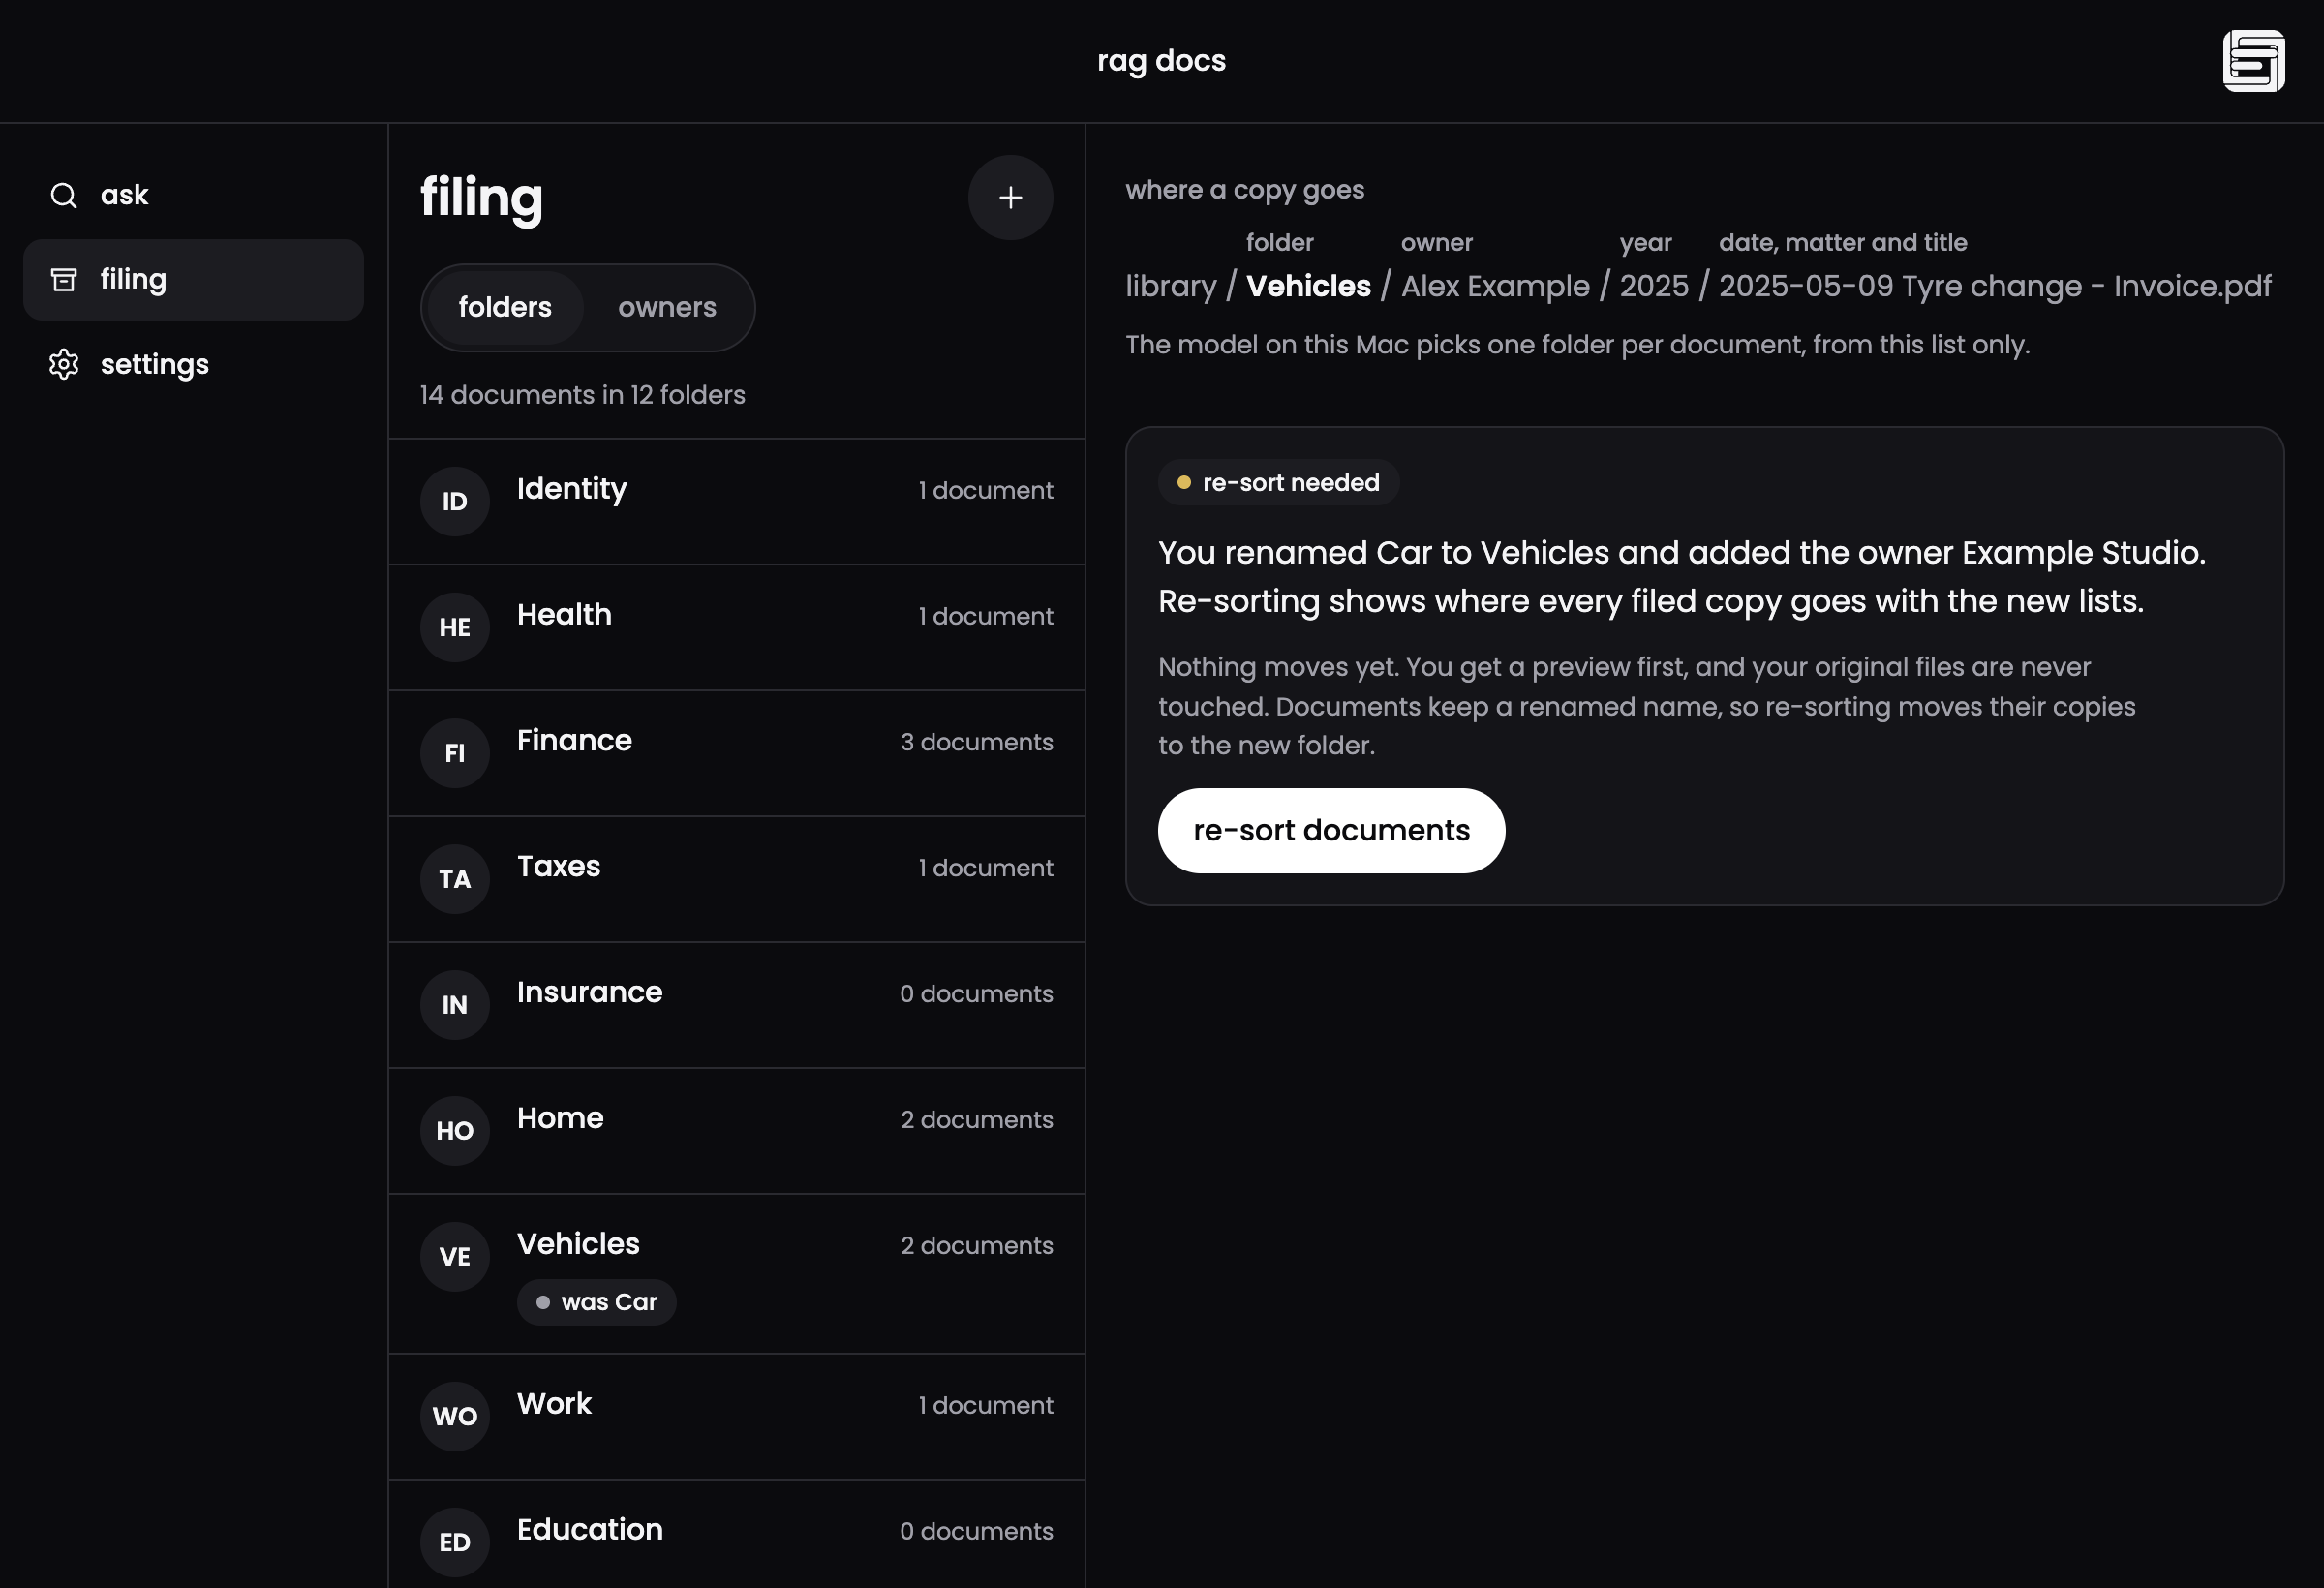 rag docs
ask
filing
settings
filing
+
folders owners
14 documents in 12 folders
ID Identity 1 document
HE Health 1 document
FI Finance 3 documents
TA Taxes 1 document
IN Insurance 0 documents
HO Home 2 documents
VE Vehicles 2 documents
was Car
WO Work 1 document
ED Education 0 documents
where a copy goes
folder owner year date, matter and title
library / Vehicles / Alex Example / 2025 / 2025-05-09 Tyre change - Invoice.pdf
The model on this Mac picks one folder per document, from this list only.
re-sort needed
You renamed Car to Vehicles and added the owner Example Studio.
Re-sorting shows where every filed copy goes with the new lists.
Nothing moves yet. You get a preview first, and your original files are never
touched. Documents keep a renamed name, so re-sorting moves their copies
to the new folder.
re-sort documents